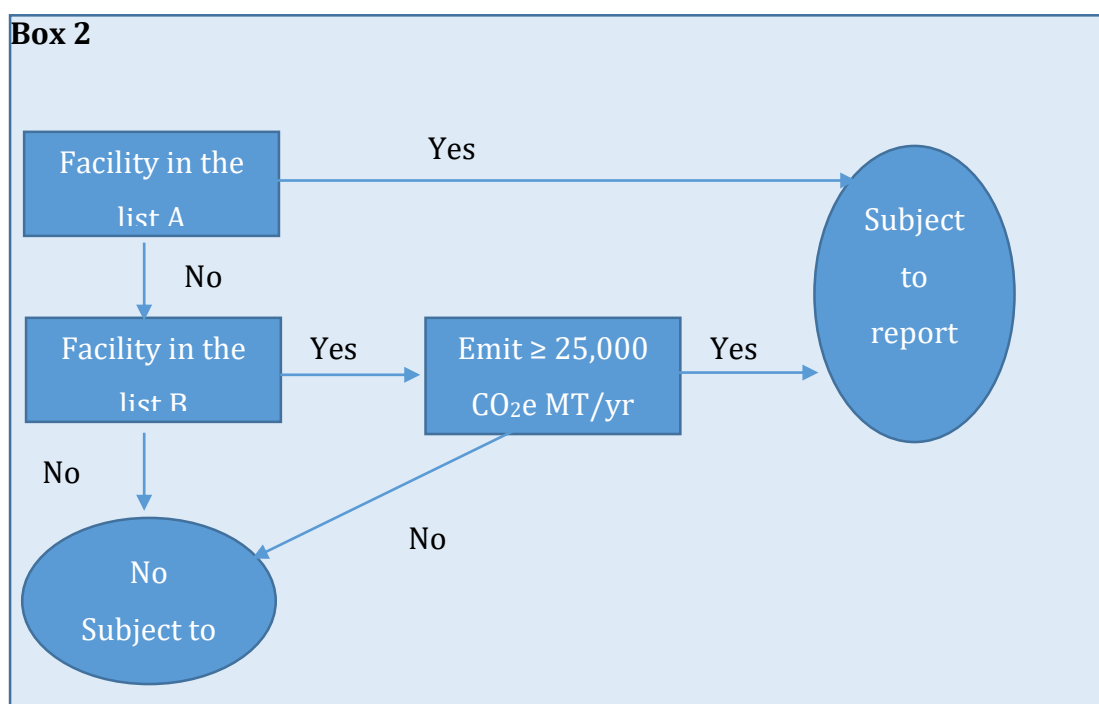 Box 2
Facility in the
list A
Yes
Subject
to
report
No
Facility in the
list B
Yes
Emit ≥ 25,000
CO₂e MT/yr
Yes
No
No
No
Subject to